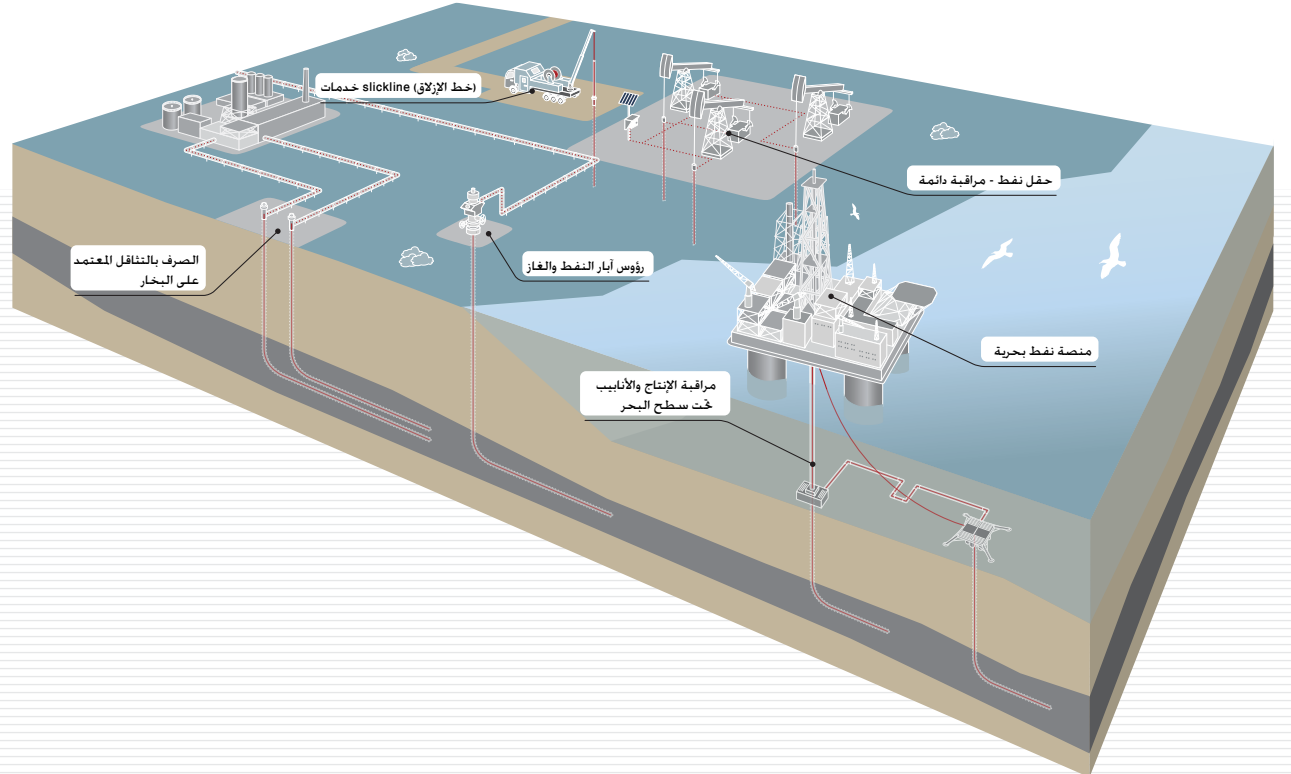 خدمات slickline (خط الإزلاق)
حقل نفط - مراقبة دائمة
الصرف بالتثاقل المعتمد
على البخار
رؤوس آبار النفط والغاز
منصة نفط بحرية
مراقبة الإنتاج والأنابيب
تحت سطح البحر